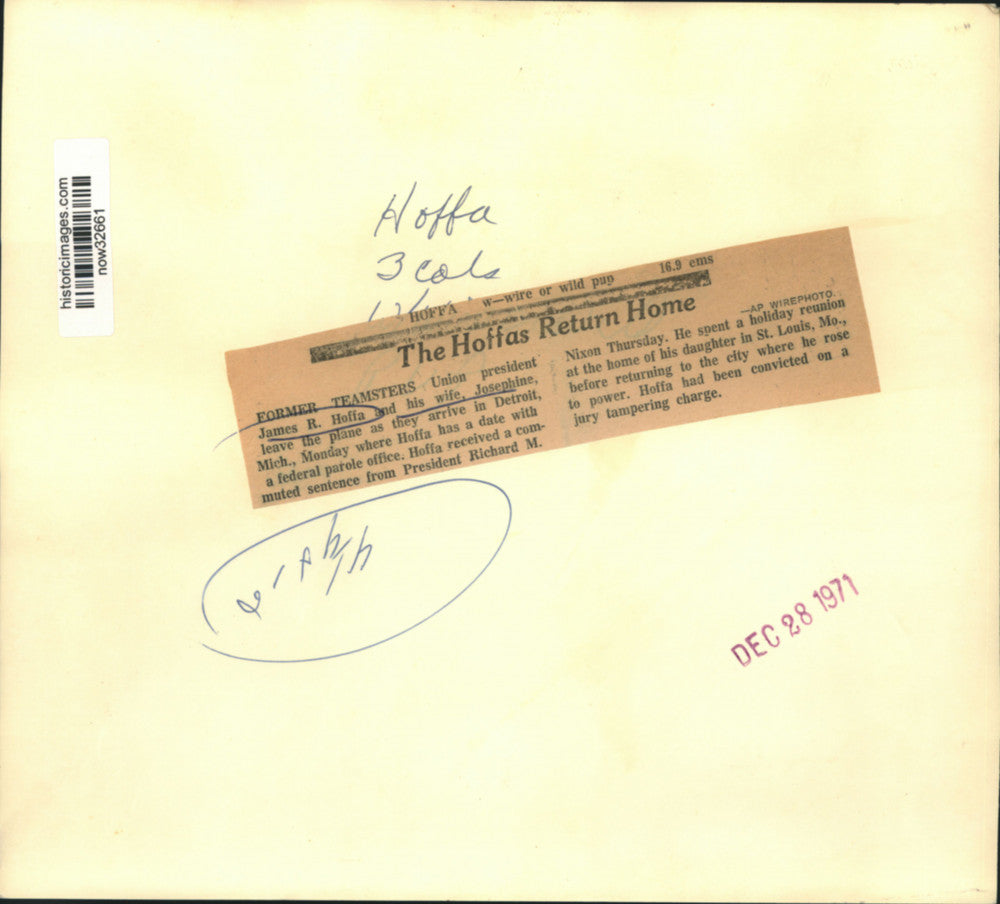 historicimages.com
now32661
Hoffa
3 cols
HOFFA w—wire or wild pup 16.9 ems
The Hoffas Return Home
FORMER TEAMSTERS Union president
James R. Hoffa and his wife, Josephine,
leave the plane as they arrive in Detroit,
Mich., Monday where Hoffa has a date with
a federal parole office. Hoffa received a com-
muted sentence from President Richard M.
—AP WIREPHOTO.
Nixon Thursday. He spent a holiday reunion
at the home of his daughter in St. Louis, Mo.,
before returning to the city where he rose
to power. Hoffa had been convicted on a
jury tampering charge.
DEC 28 1971